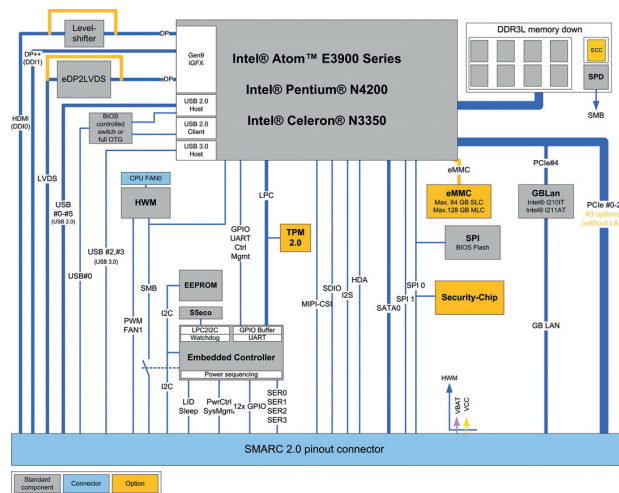 Level-
shifter
DP
DP++
(DDI1)
eDP2LVDS
eDP
Gen9
iGFX
USB 2.0
Host
USB 2.0
Client
USB 3.0
Host
Intel® Atom™ E3900 Series
Intel® Pentium® N4200
Intel® Celeron® N3350
DDR3L memory down
ECC
SPD
SMB
HDMI
(DDI0)
LVDS
USB
#0-#5
(USB 2.0)
BIOS
controlled
switch or
full OTG
CPU FAN0
HWM
USB#0
USB #2,#3
(USB 3.0)
PWM
FAN1
SMB
I2C
I2C
GPIO
UART
Ctrl
Mgmt
LPC
TPM
2.0
EEPROM
S5eco
LPC2I2C
Watchdog
GPIO Buffer
UART
Embedded Controller
Power sequencing
LID
Sleep
PwrCtrl
SysMgmt
12x GPIO
SER0
SER1
SER2
SER3
MIPI-CSI
SDIO
I2S
HDA
SATA0
SPI 1
SPI 0
eMMC
eMMC
Max. 64 GB SLC
Max.128 GB MLC
SPI
BIOS Flash
Security-Chip
PCIe#4
GBLan
Intel® I210IT
Intel® I211AT
GB LAN
PCIe #0-2
#3 optional
(without LA
HWM
VBAT
VCC
SMARC 2.0 pinout connector
Standard
component
Connector
Option